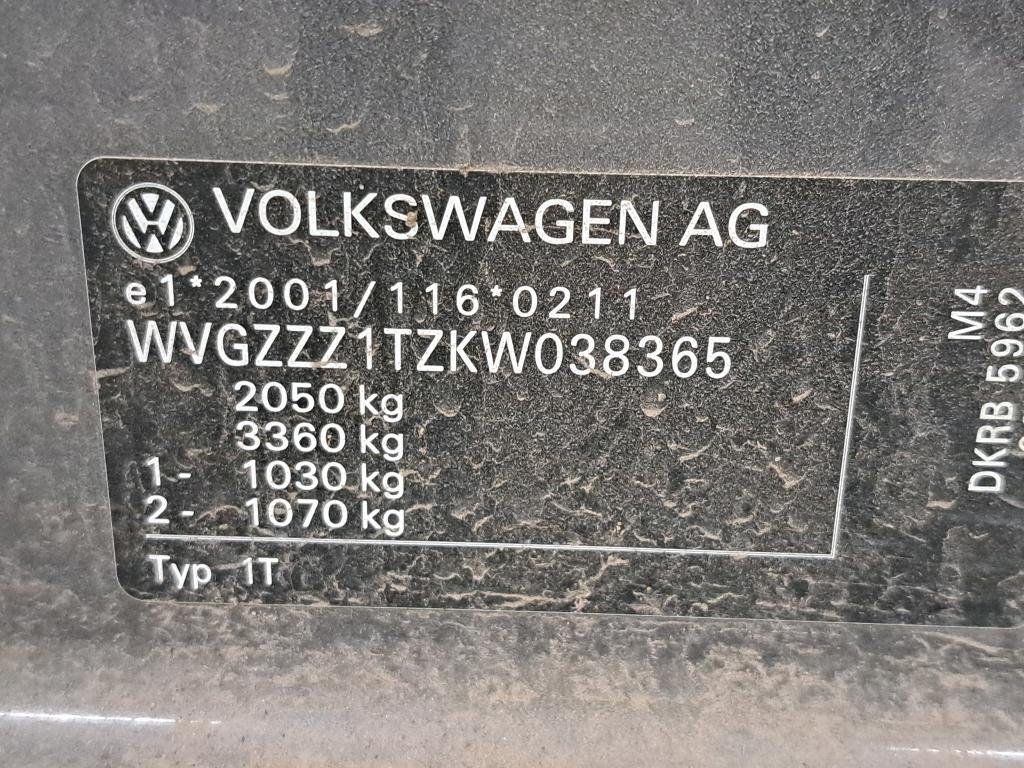 VOLKSWAGEN AG
e1*2001/116*0211
WVGZZZ1TZKW038365
2050 kg
3360 kg
1- 1030 kg
2- 1070 kg
Typ 1T
M4
DKRB 5962